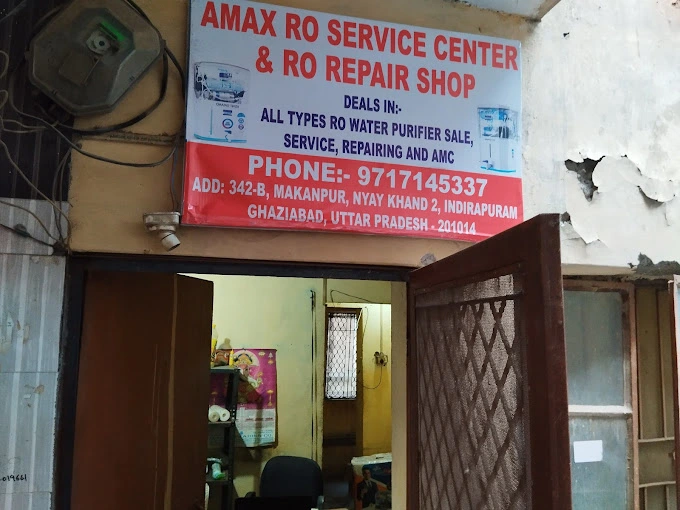 AMAX RO SERVICE CENTER
& RO REPAIR SHOP
DEALS IN:-
ALL TYPES RO WATER PURIFIER SALE,
SERVICE, REPAIRING AND AMC
PHONE:- 9717145337
ADD: 342-B, MAKANPUR, NYAY KHAND 2, INDIRAPURAM
GHAZIABAD, UTTAR PRADESH - 201014